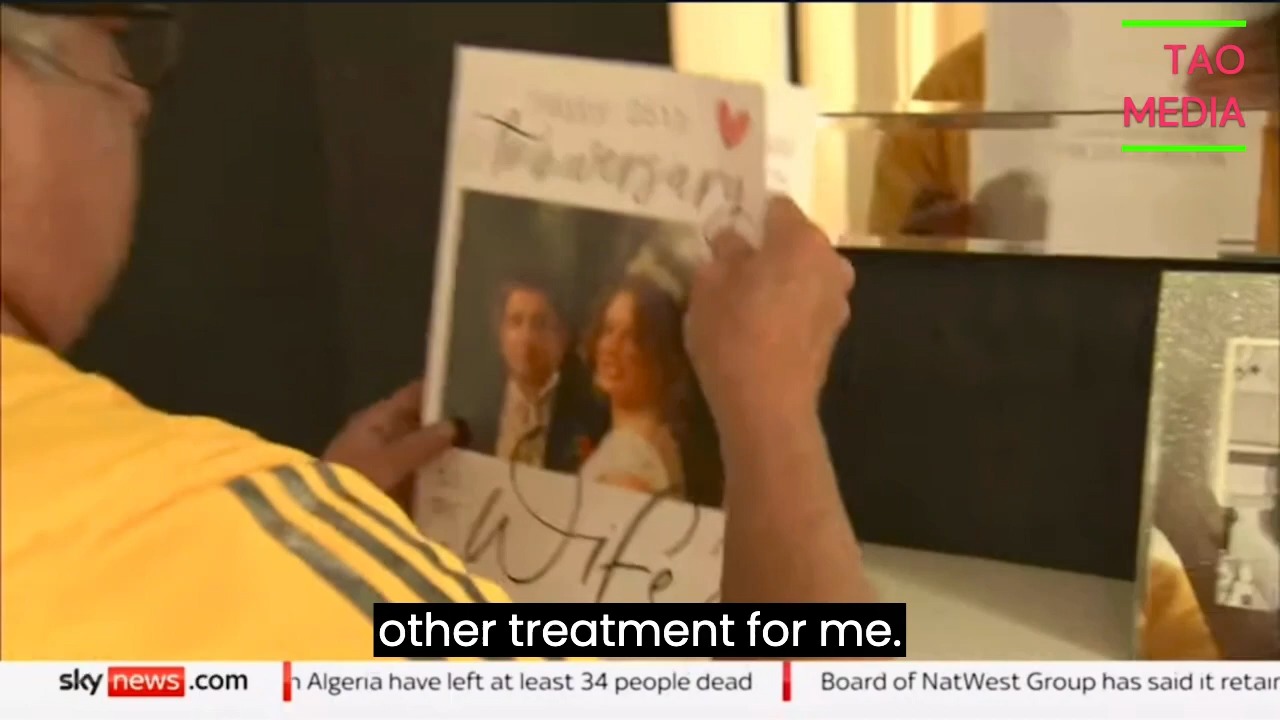 TAO
MEDIA
Anniversary
Wife
other treatment for me.
sky news.com
n Algeria have left at least 34 people dead
Board of NatWest Group has said it retain